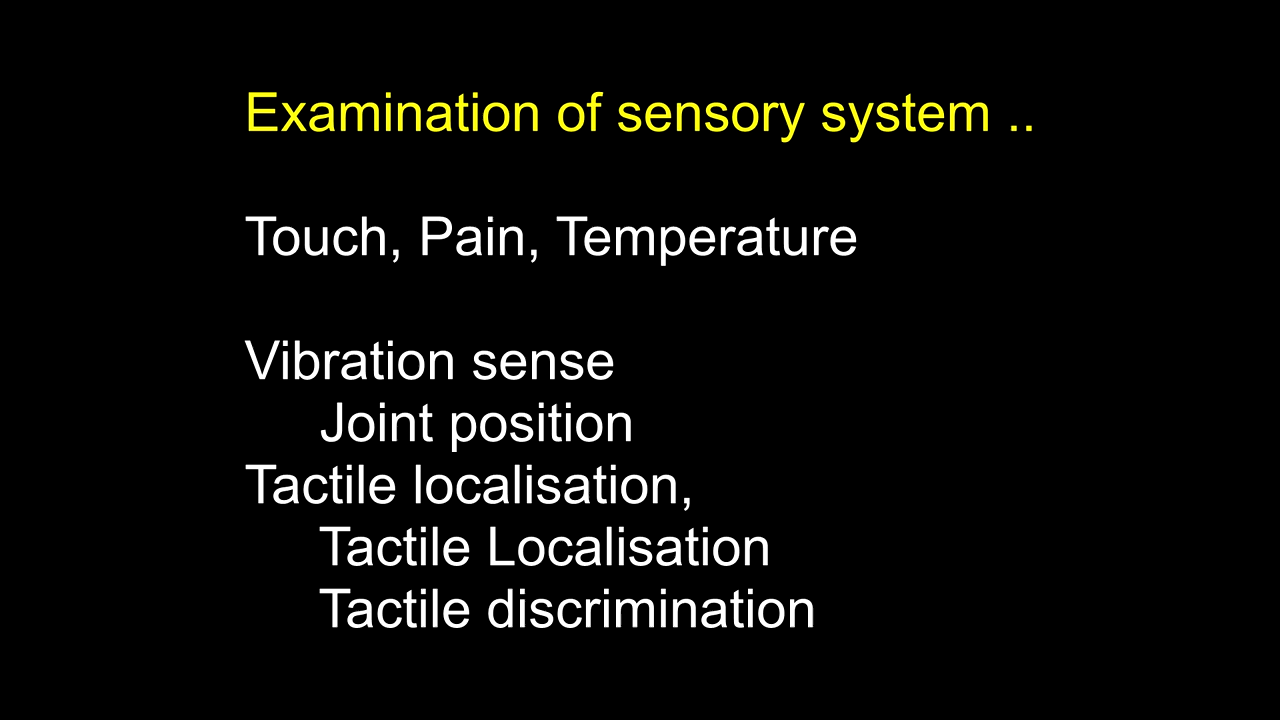 Examination of sensory system ..
Touch, Pain, Temperature
Vibration sense
Joint position
Tactile localisation,
Tactile Localisation
Tactile discrimination